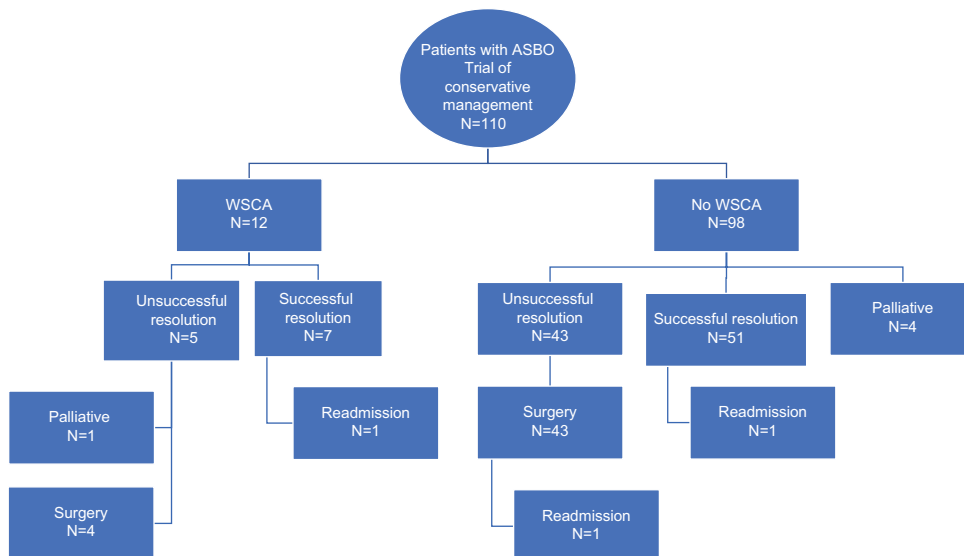 Patients with ASBO
Trial of
conservative
management
N=110
WSCA
N=12
No WSCA
N=98
Unsuccessful
resolution
N=5
Successful
resolution
N=7
Unsuccessful
resolution
N=43
Successful resolution
N=51
Palliative
N=4
Palliative
N=1
Readmission
N=1
Surgery
N=43
Readmission
N=1
Surgery
N=4
Readmission
N=1